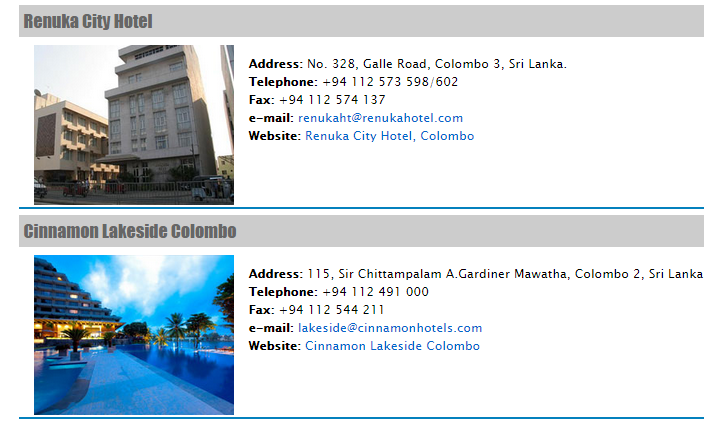 Renuka City Hotel
Address: No. 328, Galle Road, Colombo 3, Sri Lanka.
Telephone: +94 112 573 598/602
Fax: +94 112 574 137
e-mail: renukaht@renukahotel.com
Website: Renuka City Hotel, Colombo
Cinnamon Lakeside Colombo
Address: 115, Sir Chittampalam A.Gardiner Mawatha, Colombo 2, Sri Lanka
Telephone: +94 112 491 000
Fax: +94 112 544 211
e-mail: lakeside@cinnamonhotels.com
Website: Cinnamon Lakeside Colombo